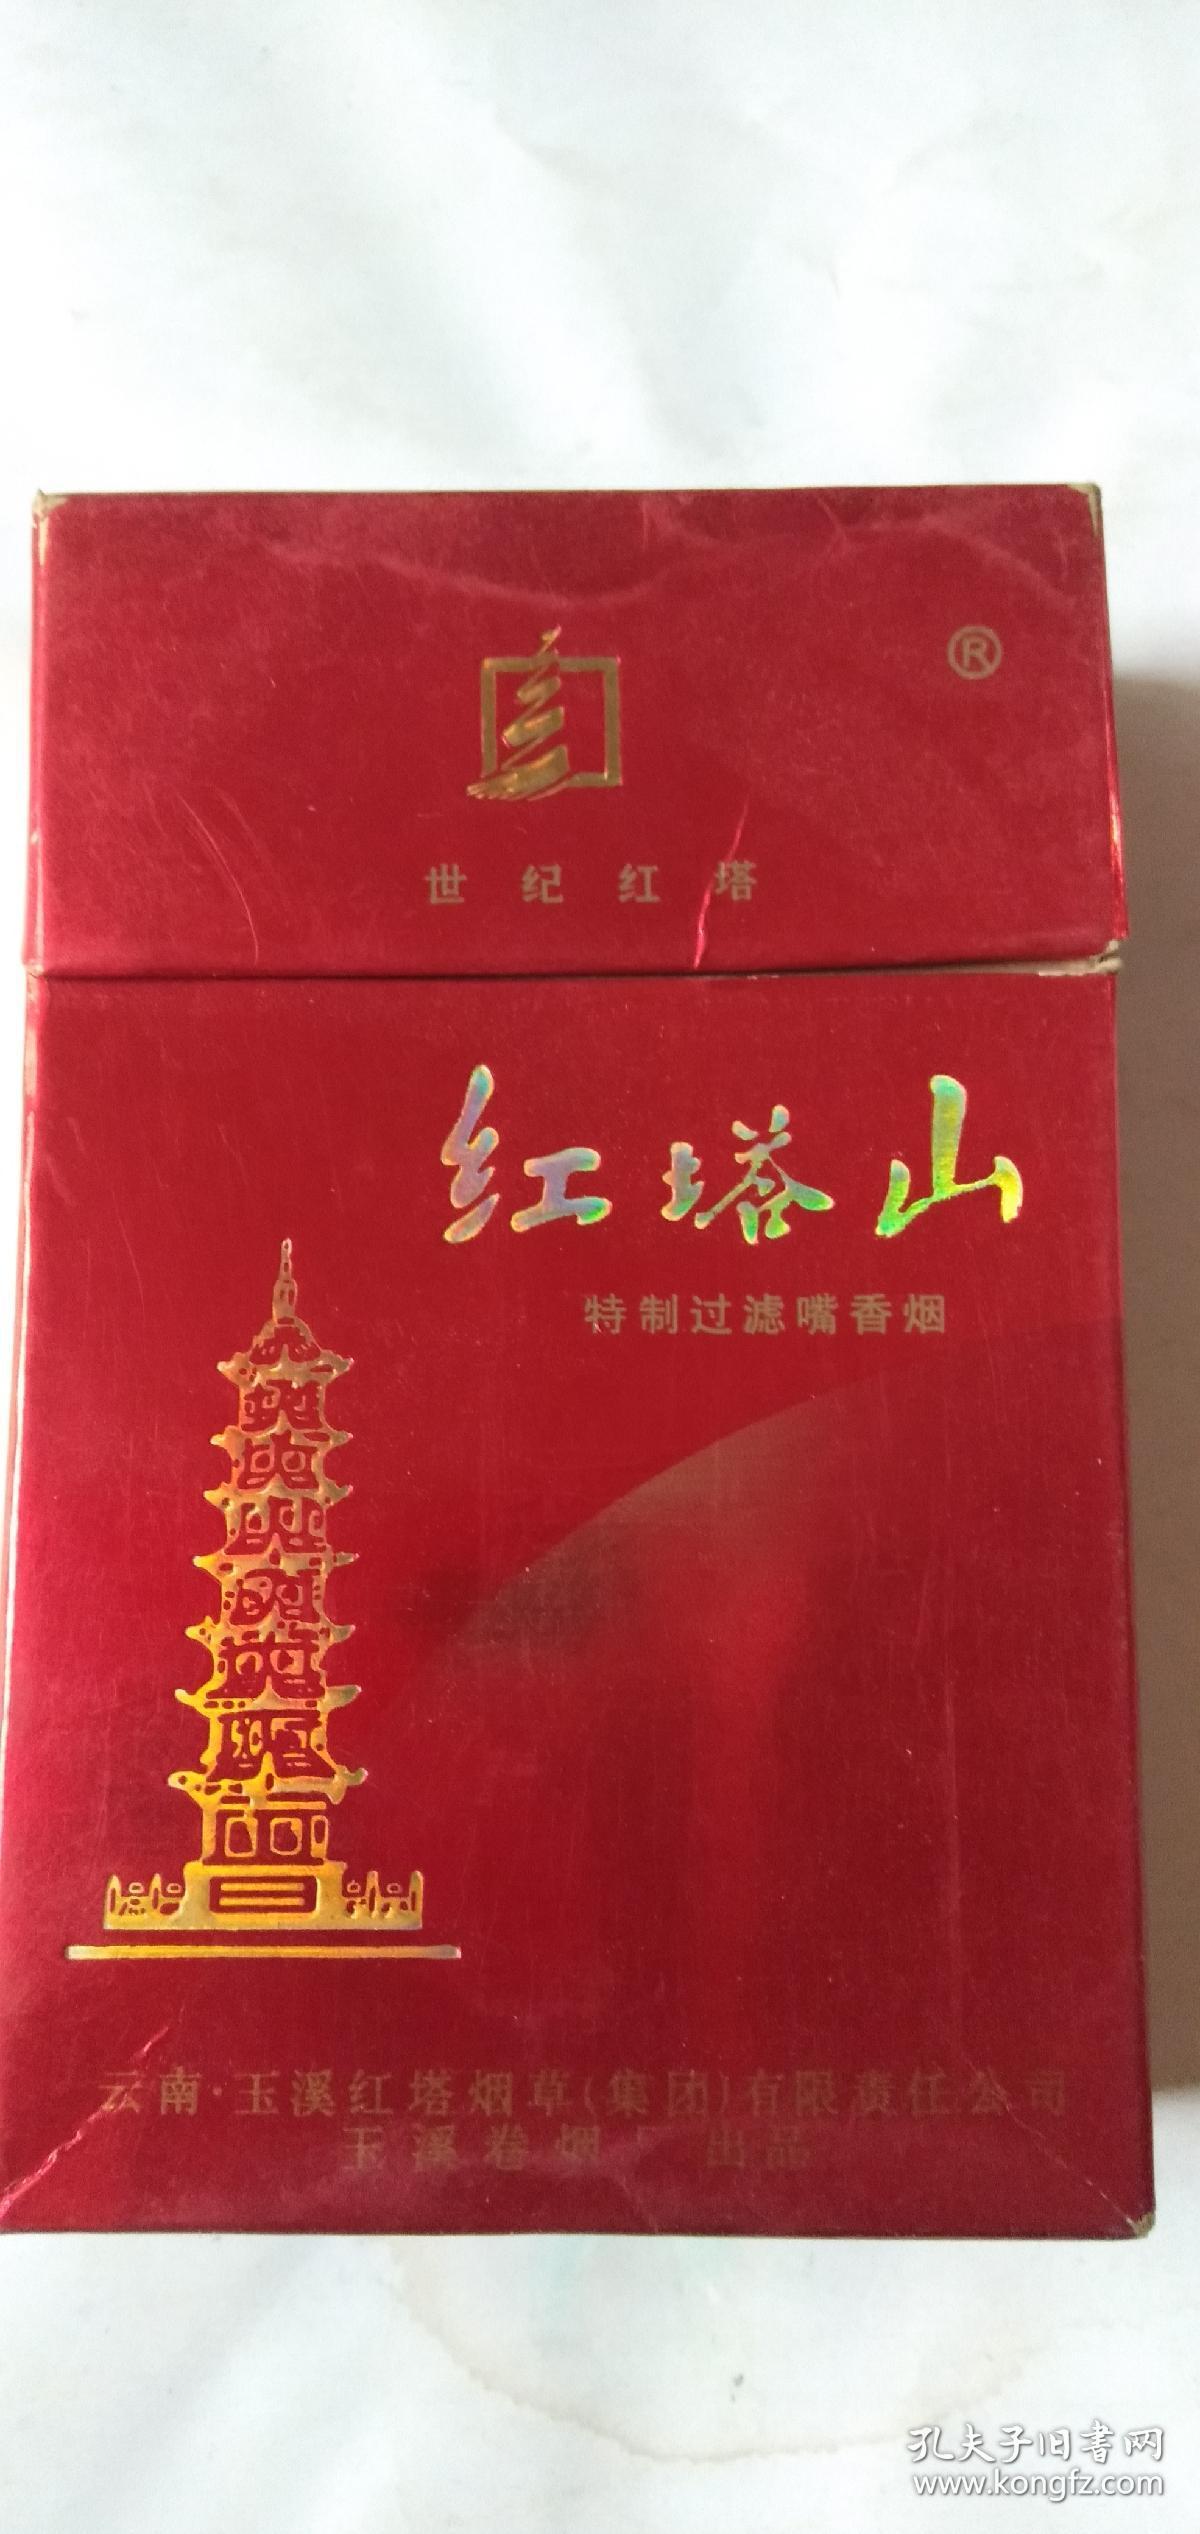 ®
世纪红塔
红塔山
特制过滤嘴香烟
云南·玉溪红塔烟草(集团)有限责任公司
玉溪卷烟厂 出品
孔夫子旧书网
www.kongfz.com